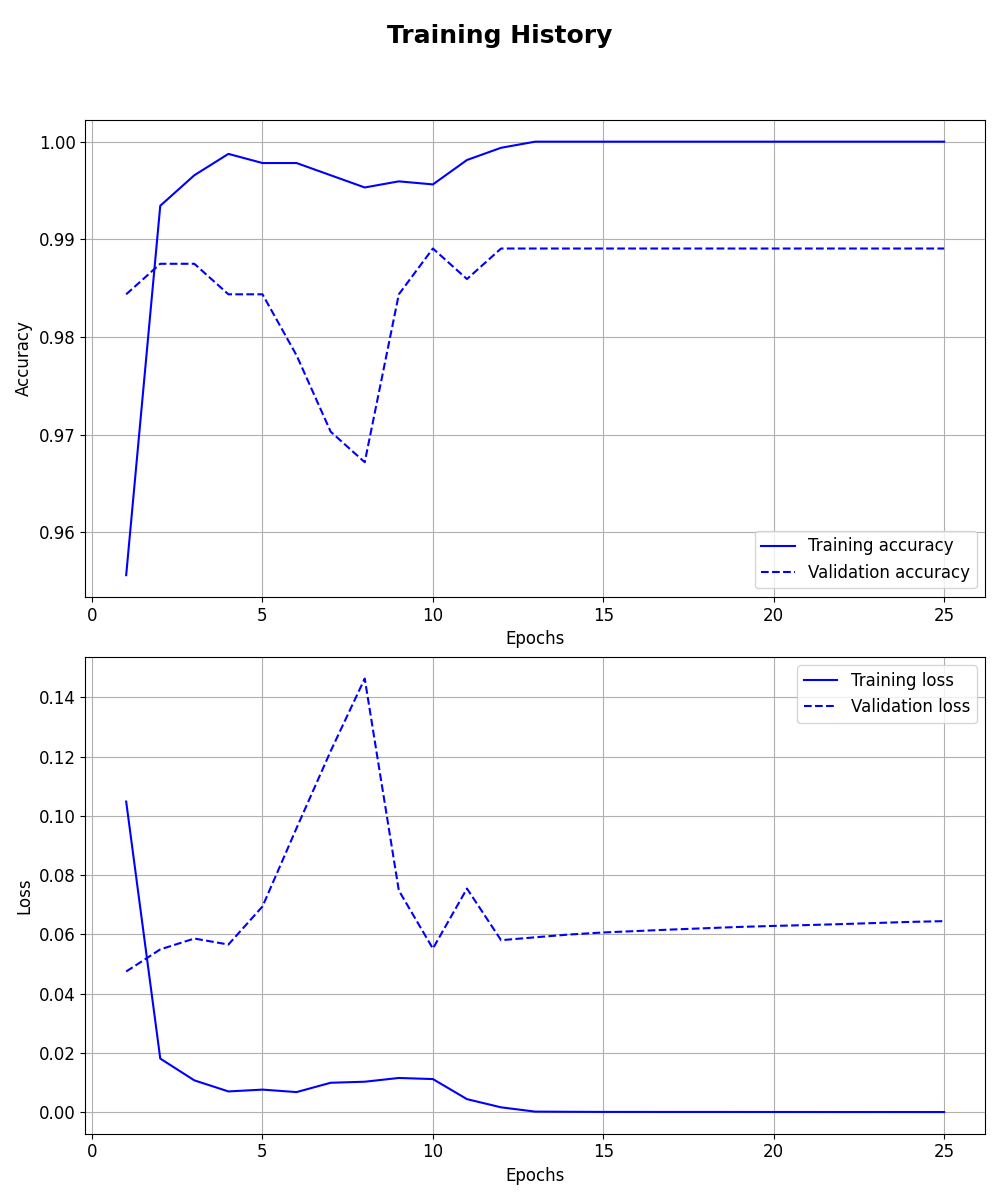 Training History
1.00
0.99
0.98
0.97
0.96
Accuracy
Training accuracy
Validation accuracy
0 5 10 15 20 25
Epochs
0.14
0.12
0.10
0.08
0.06
0.04
0.02
0.00
Loss
Training loss
Validation loss
0 5 10 15 20 25
Epochs